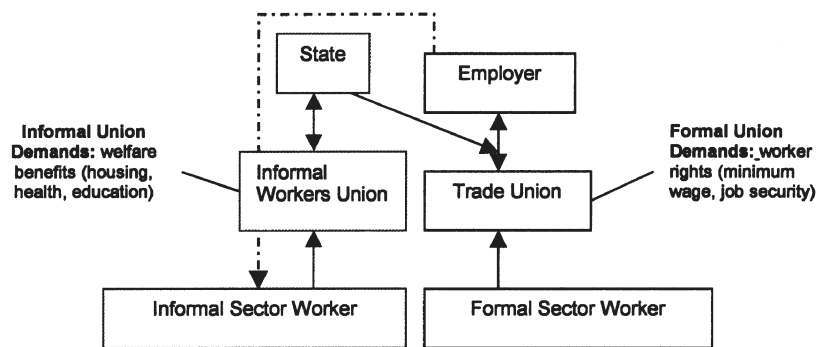 State
Employer
Informal Union
Demands: welfare
benefits (housing,
health, education)
Informal
Workers Union
Trade Union
Formal Union
Demands: worker
rights (minimum
wage, job security)
Informal Sector Worker
Formal Sector Worker